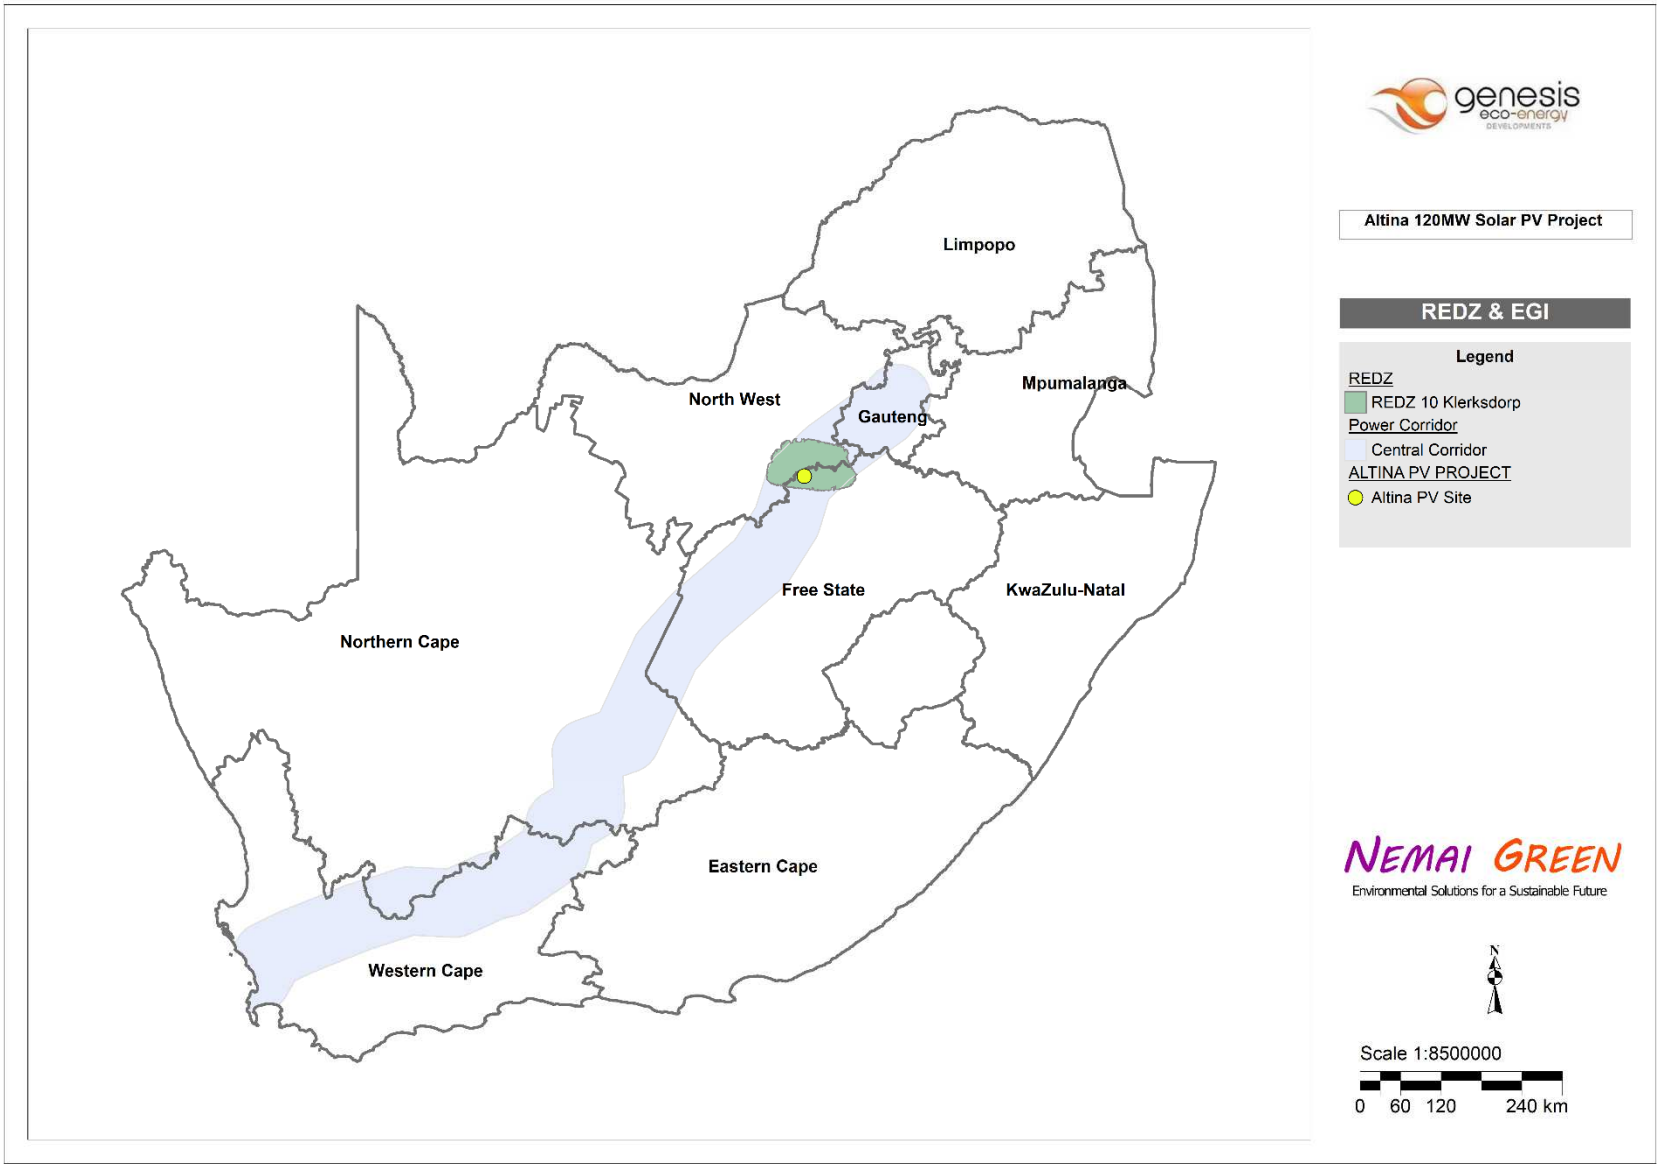 genesis
eco-energy
DEVELOPMENTS
Altina 120MW Solar PV Project
REDZ & EGI
Legend
REDZ
REDZ 10 Klerksdorp
Power Corridor
Central Corridor
ALTINA PV PROJECT
Altina PV Site
Limpopo
Mpumalanga
North West
Gauteng
Free State
KwaZulu-Natal
Northern Cape
Eastern Cape
Western Cape
NEMAI GREEN
Environmental Solutions for a Sustainable Future
N
Scale 1:8500000
0 60 120 240 km